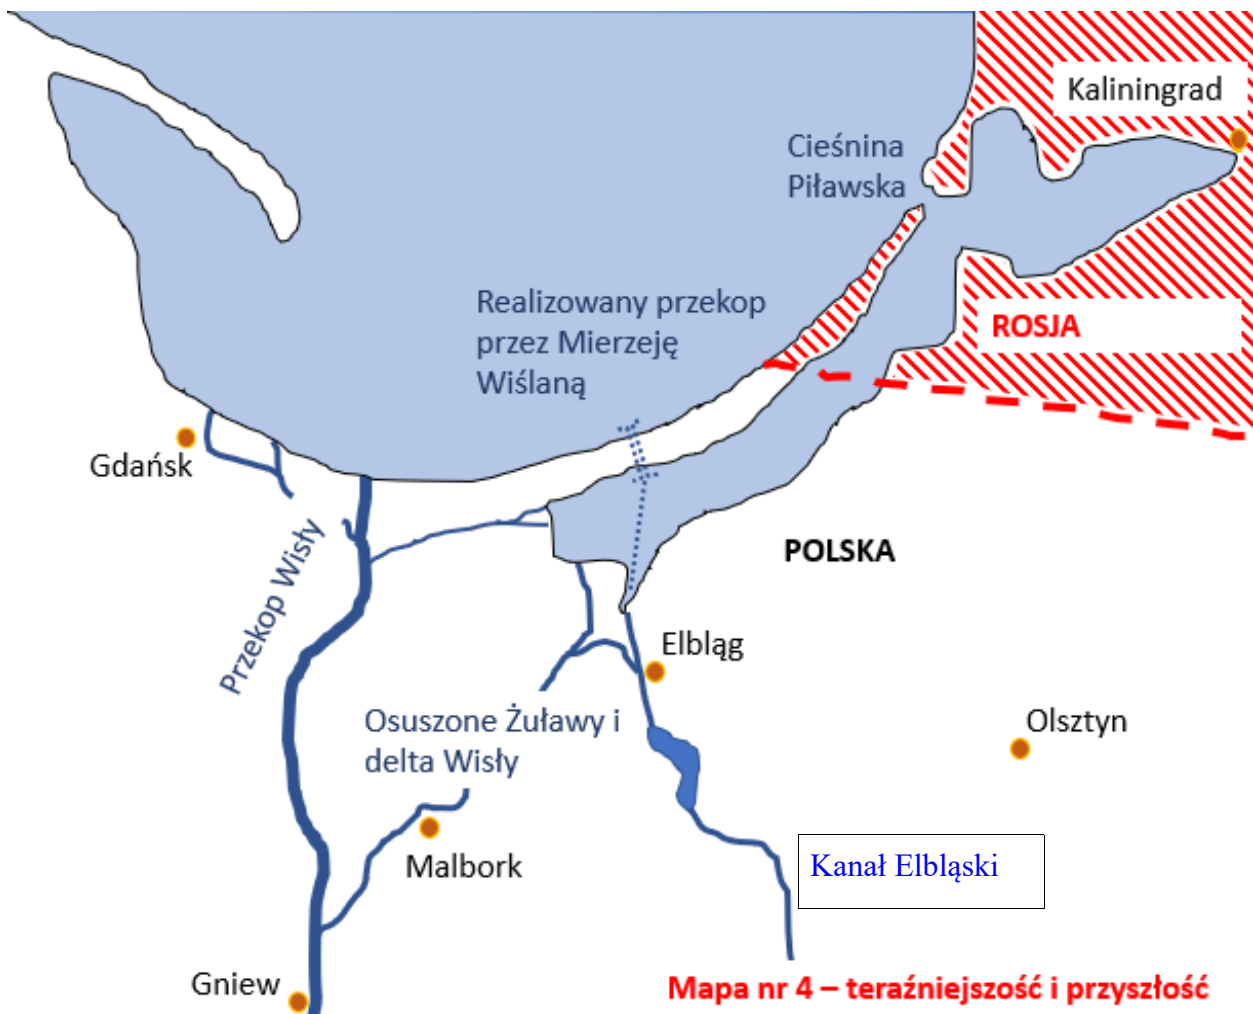 Kaliningrad
Cieśnina
Piławska
Realizowany przekop
przez Mierzeję
Wiślaną
ROSJA
Gdańsk
Przekop Wisły
POLSKA
Elbląg
Osuszone Żuławy i
delta Wisły
Olsztyn
Malbork
Kanał Elbląski
Gniew
Mapa nr 4 – teraźniejszość i przyszłość